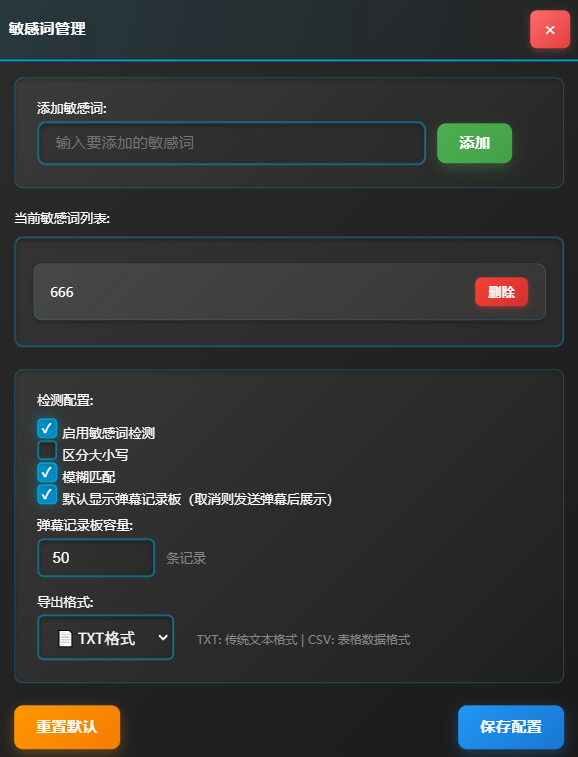 敏感词管理
×
添加敏感词:
输入要添加的敏感词
添加
当前敏感词列表:
666
删除
检测配置:
启用敏感词检测
区分大小写
模糊匹配
默认显示弹幕记录板（取消则发送弹幕后展示）
弹幕记录板容量:
50 条记录
导出格式:
TXT格式 TXT: 传统文本格式 | CSV: 表格数据格式
重置默认 保存配置